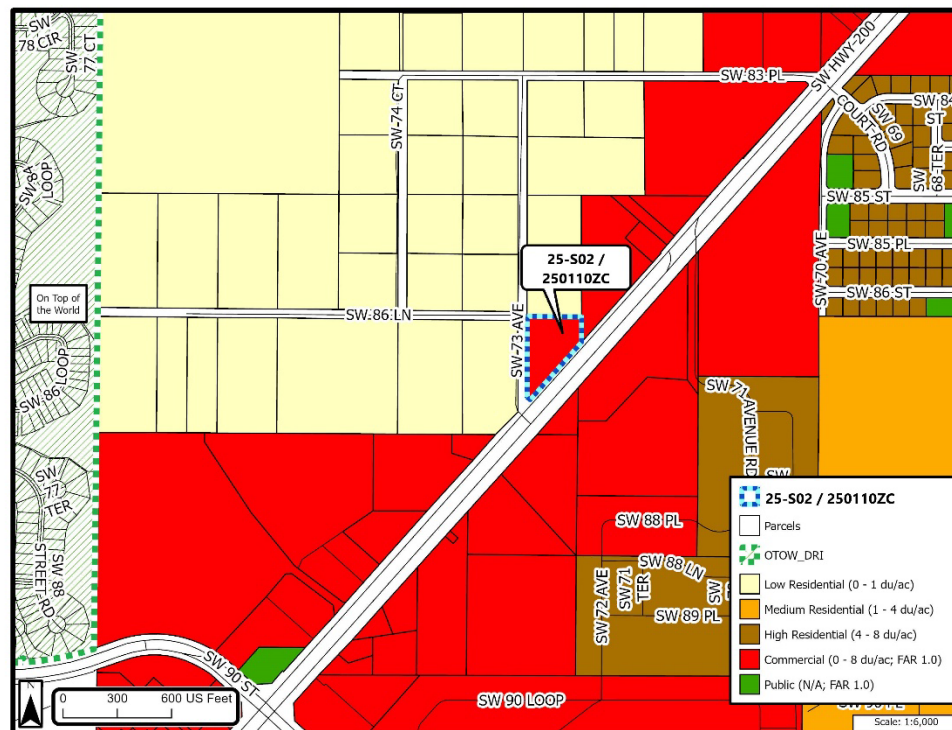 SW
78 CIR
SW
77 CT
SW 84
LOOP
On Top of
the World
SW 86
LOOP
SW
77
TER
SW 88
STREET RD
SW 90 ST
SW 74 CT
SW 83 PL
SW HWY 200
SW 69
COURT RD
SW 84
ST
SW
68 TER
SW 85 ST
SW 85 PL
SW 70 AVE
SW 86 ST
25-S02 /
250110ZC
SW 86 LN
SW 73 AVE
SW 71
AVENUE RD
SW 88 PL
SW 88 LN
SW 72 AVE
SW 71
TER
SW
SW 89 PL
SW 90 LOOP
25-S02 / 250110ZC
Parcels
OTOW_DRI
Low Residential (0 - 1 du/ac)
Medium Residential (1 - 4 du/ac)
High Residential (4 - 8 du/ac)
Commercial (0 - 8 du/ac; FAR 1.0)
Public (N/A; FAR 1.0)
0 300 600 US Feet
Scale: 1:6,000